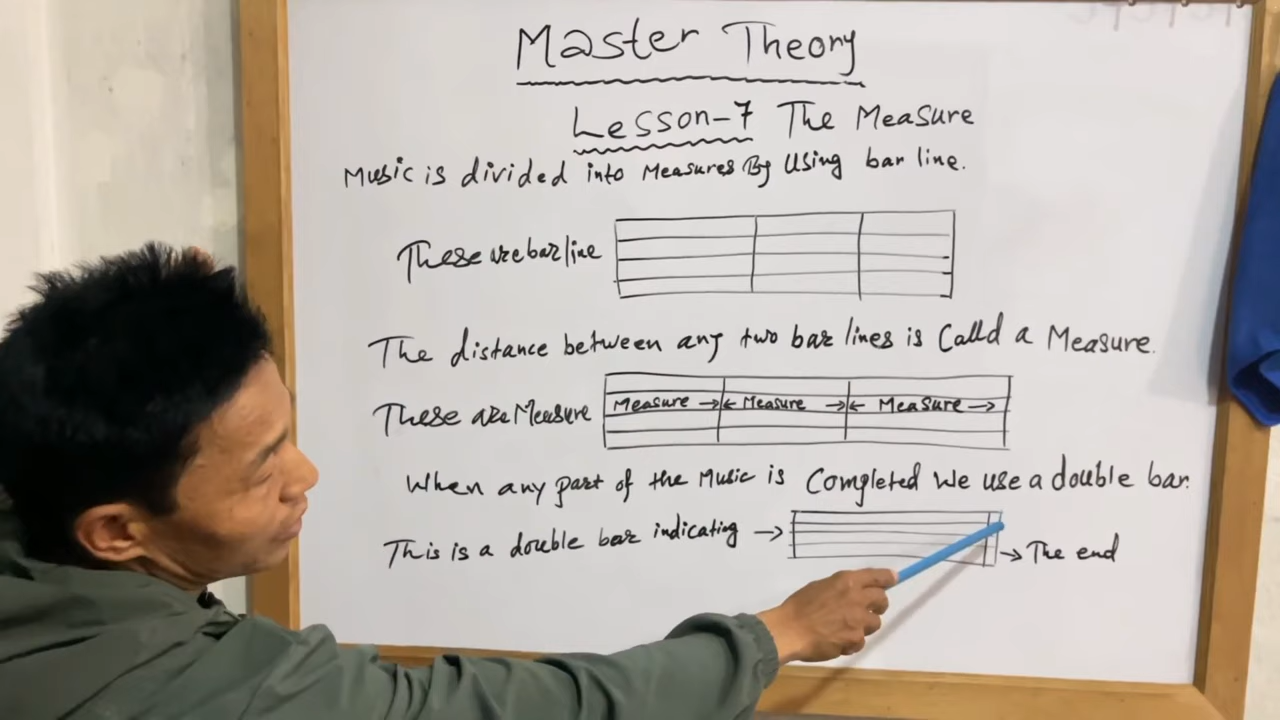 Master Theory
Lesson-7 The Measure
Music is divided into Measures By Using bar line.
These are bar line
The distance between any two bar lines is Called a Measure.
These are Measure Measure → ← Measure → ← Measure →
When any part of the Music is Completed We use a double bar.
This is a double bar indicating → → The end